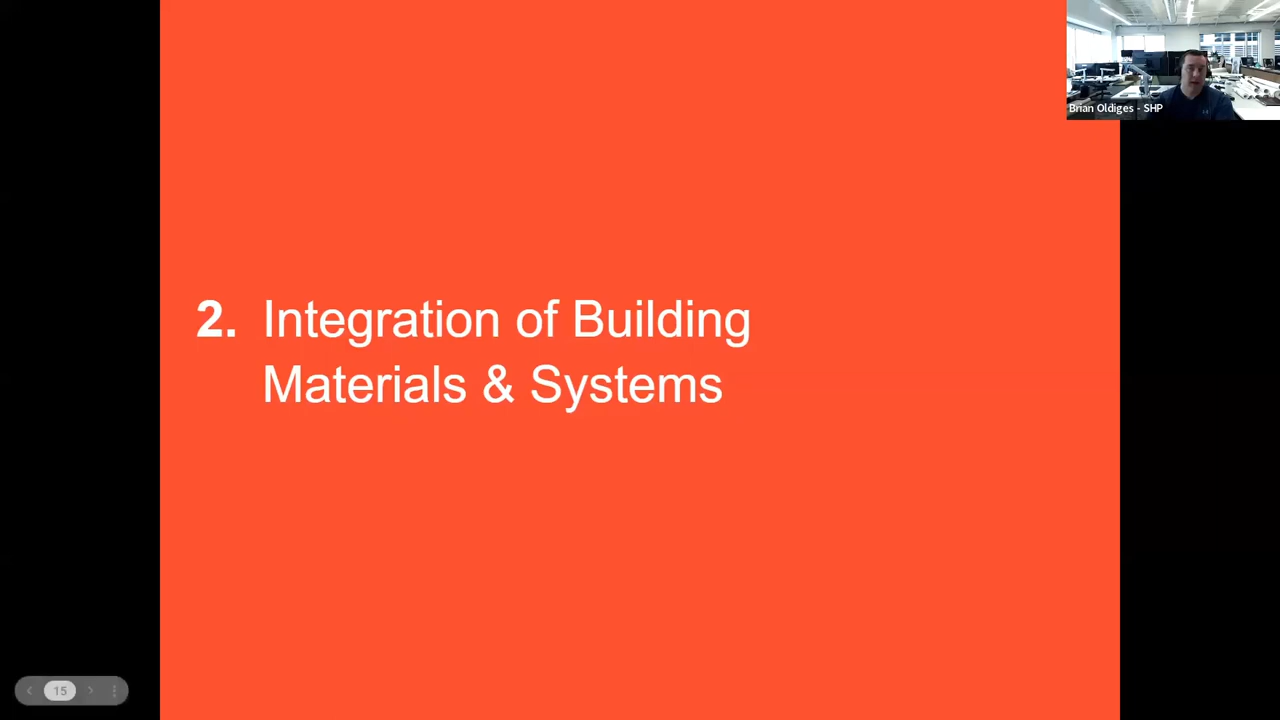 Brian Oldiges - SHP
2. Integration of Building
Materials & Systems
15